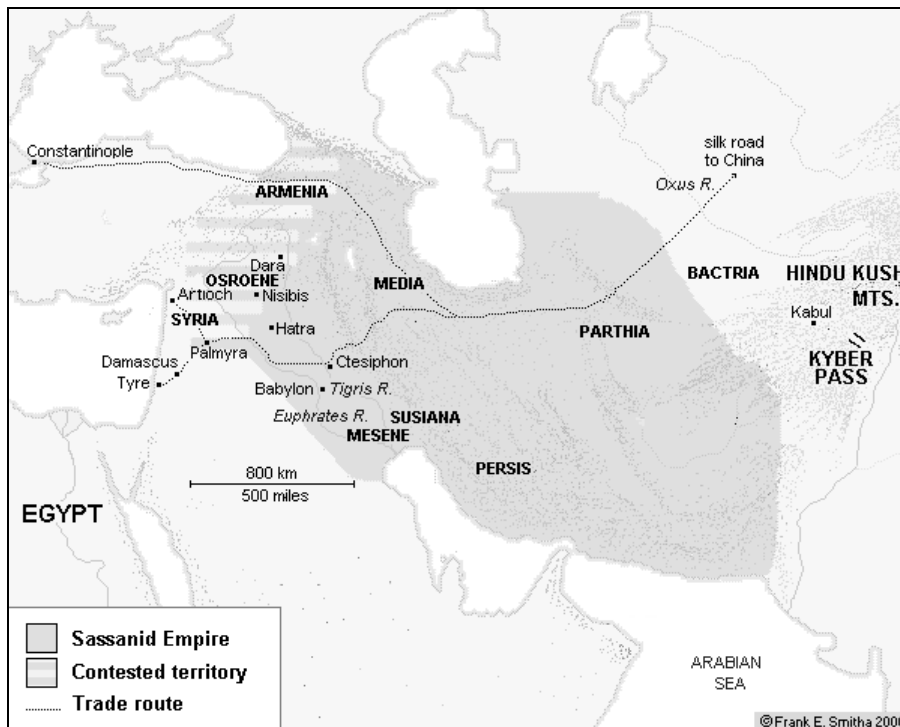 Constantinople
silk road
to China
Oxus R.
ARMENIA
Dara
OSROENE
Nisibis
MEDIA
BACTRIA
HINDU KUSH
MTS.
Antioch
SYRIA
Hatra
PARTHIA
Kabul
Palmyra
Damascus
Tyre
Ctesiphon
KYBER
PASS
Babylon
Tigris R.
Euphrates R.
SUSIANA
MESENE
PERSIS
800 km
500 miles
EGYPT
Sassanid Empire
Contested territory
Trade route
ARABIAN
SEA
© Frank E. Smitha